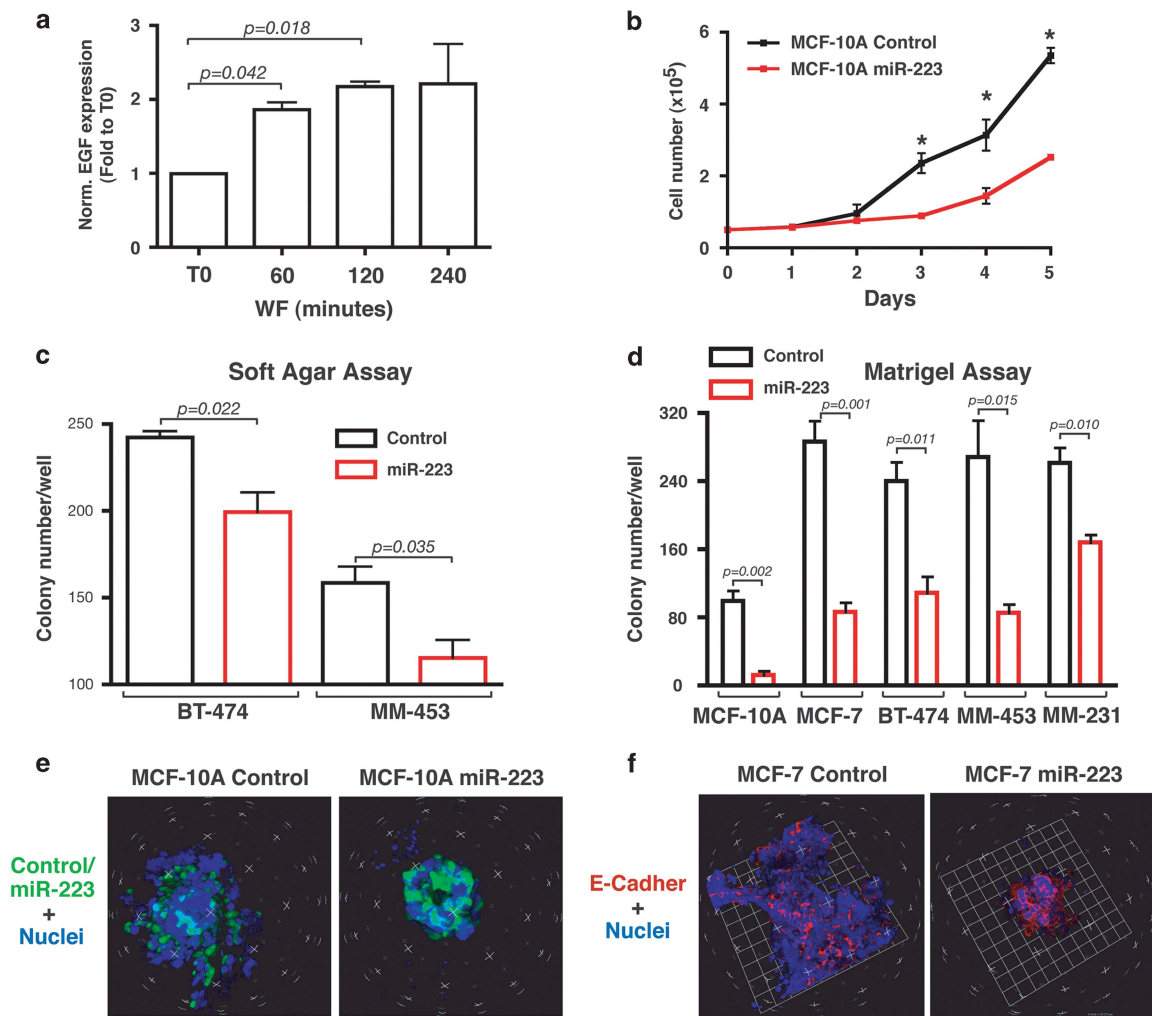 a
Norm. EGF expression
(Fold to T0)
3
2
1
0
p=0.018
p=0.042
T0 60 120 240
WF (minutes)
b
Cell number (x10⁵)
6
4
2
0
MCF-10A Control
MCF-10A miR-223
* * *
0 1 2 3 4 5
Days
c
Soft Agar Assay
Colony number/well
250
200
150
100
p=0.022
p=0.035
Control
miR-223
BT-474 MM-453
d
Control
miR-223
Matrigel Assay
Colony number/well
320
240
160
80
0
p=0.002
p=0.001
p=0.011
p=0.015
p=0.010
MCF-10A MCF-7 BT-474 MM-453 MM-231
e
MCF-10A Control MCF-10A miR-223
Control/
miR-223
+
Nuclei
f
MCF-7 Control MCF-7 miR-223
E-Cadher
+
Nuclei